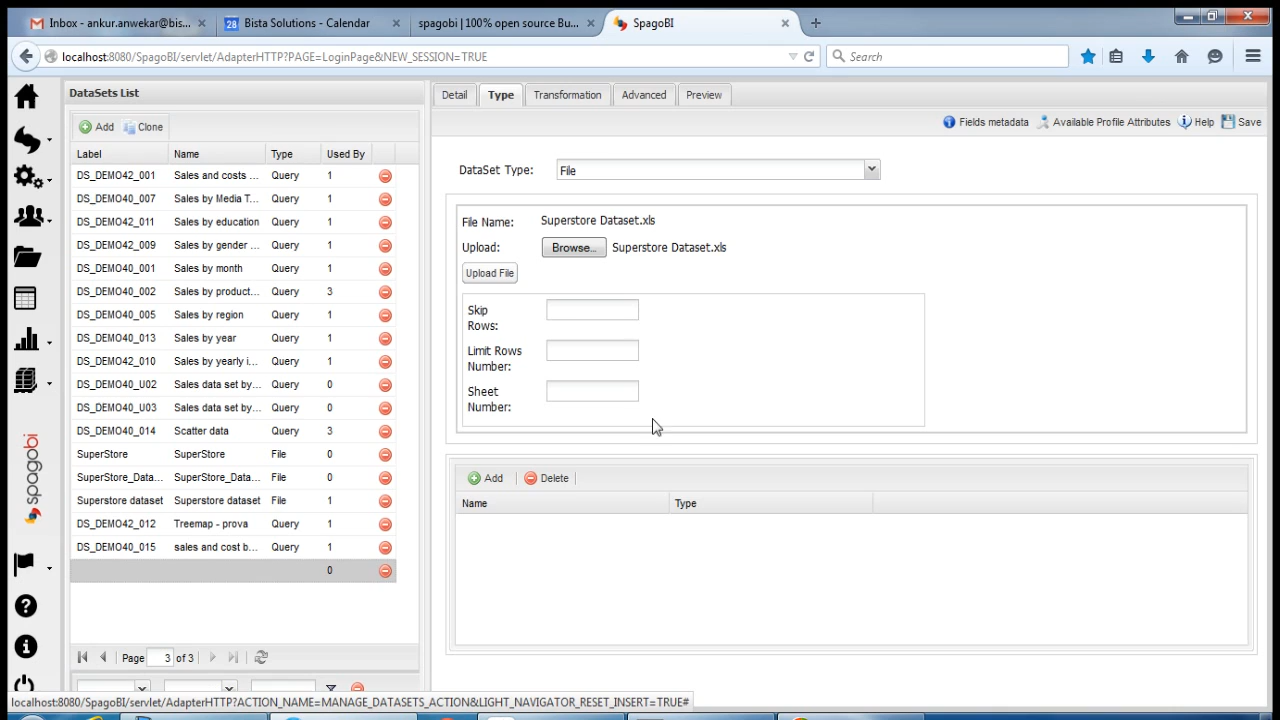 Inbox - ankur.anwekar@bis... × 28 Bista Solutions - Calendar × spagobi | 100% open source Bu... × SpagoBI × +
localhost:8080/SpagoBI/servlet/AdapterHTTP?PAGE=LoginPage&NEW_SESSION=TRUE Search
DataSets List
Detail Type Transformation Advanced Preview
Add Clone
Fields metadata Available Profile Attributes Help Save
Label Name Type Used By
DS_DEMO42_001 Sales and costs ... Query 1
DS_DEMO40_007 Sales by Media T... Query 1
DS_DEMO42_011 Sales by education Query 1
DS_DEMO42_009 Sales by gender ... Query 1
DS_DEMO40_001 Sales by month Query 1
DS_DEMO40_002 Sales by product... Query 3
DS_DEMO40_005 Sales by region Query 1
DS_DEMO40_013 Sales by year Query 1
DS_DEMO42_010 Sales by yearly i... Query 1
DS_DEMO40_U02 Sales data set by... Query 0
DS_DEMO40_U03 Sales data set by... Query 0
DS_DEMO40_014 Scatter data Query 3
SuperStore SuperStore File 0
SuperStore_Data... SuperStore_Data... File 0
Superstore dataset Superstore dataset File 1
DS_DEMO42_012 Treemap - prova Query 1
DS_DEMO40_015 sales and cost b... Query 1
0
Page 3 of 3
DataSet Type: File
File Name: Superstore Dataset.xls
Upload: Browse... Superstore Dataset.xls
Upload File
Skip
Rows:
Limit Rows
Number:
Sheet
Number:
Add Delete
Name Type
spagobi
localhost:8080/SpagoBI/servlet/AdapterHTTP?ACTION_NAME=MANAGE_DATASETS_ACTION&LIGHT_NAVIGATOR_RESET_INSERT=TRUE#